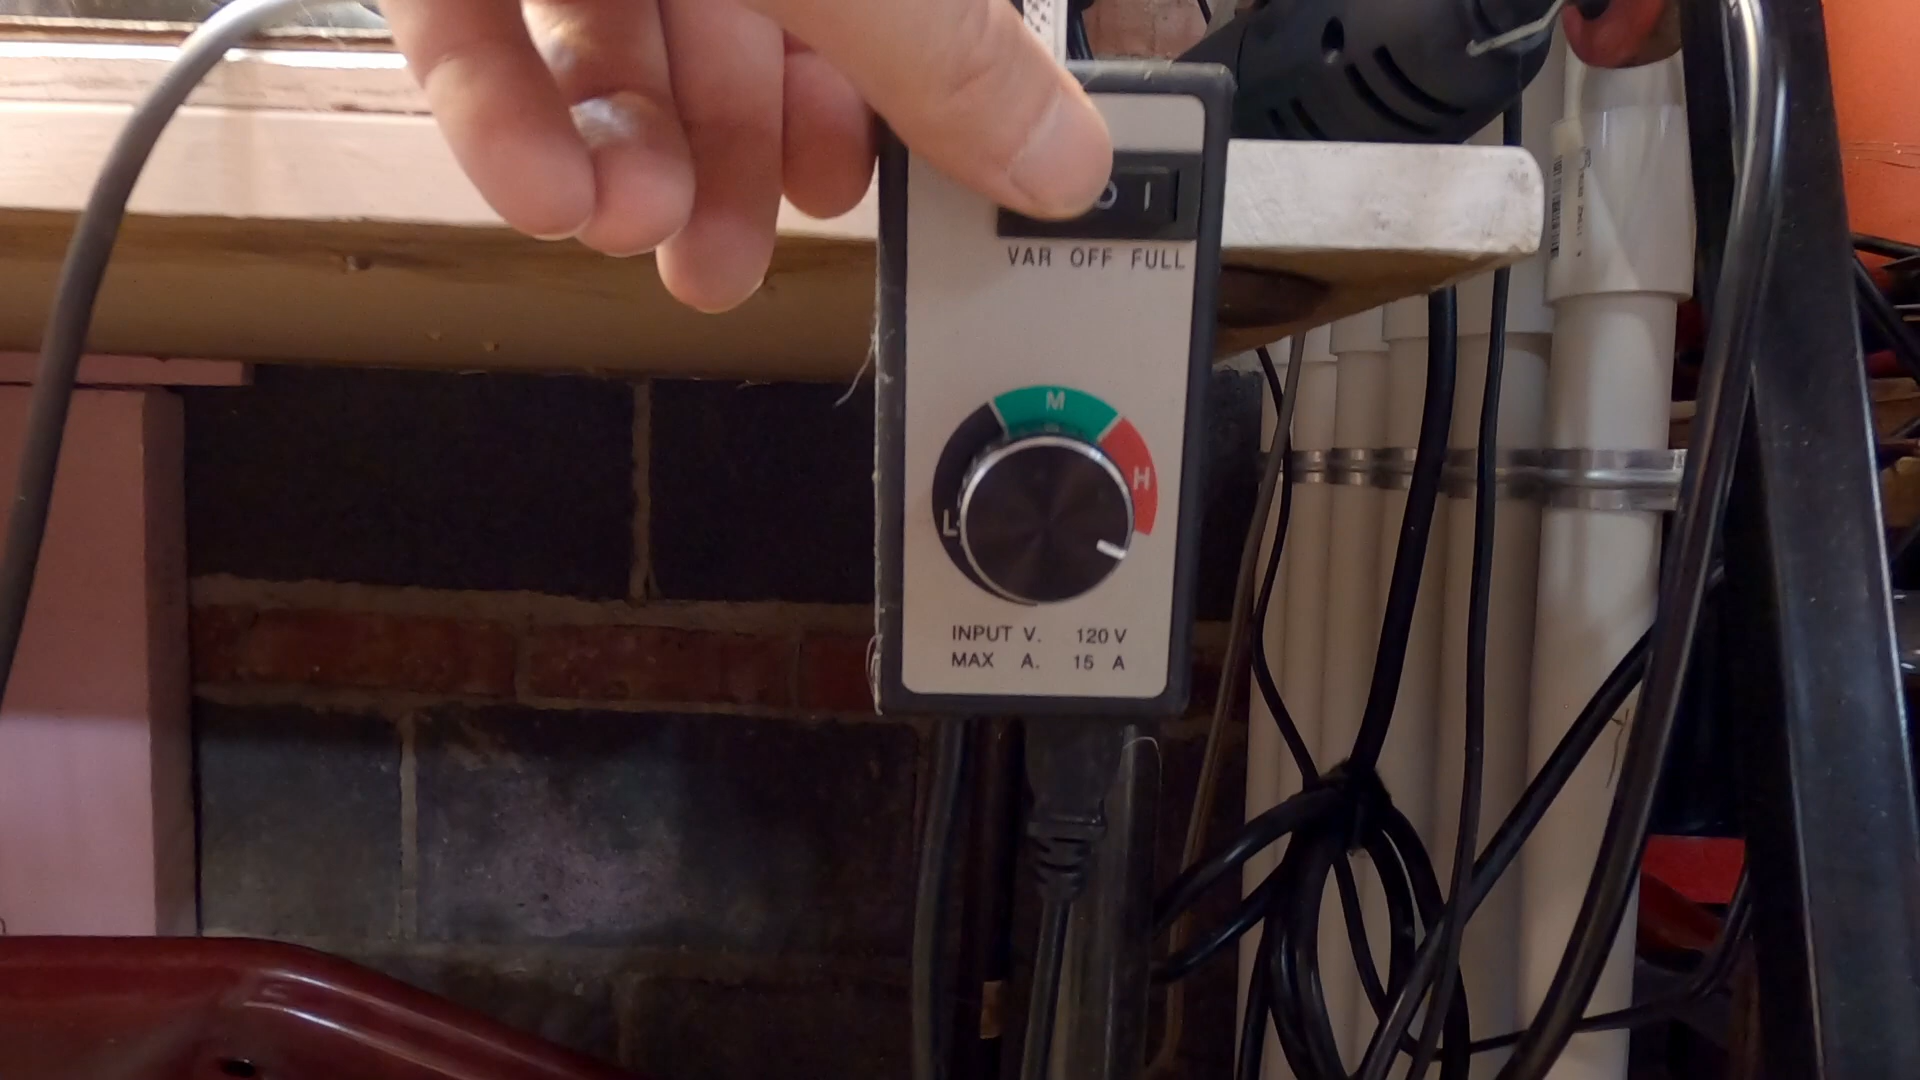 O I
VAR OFF FULL
M
H
L
INPUT V. 120 V
MAX A. 15 A